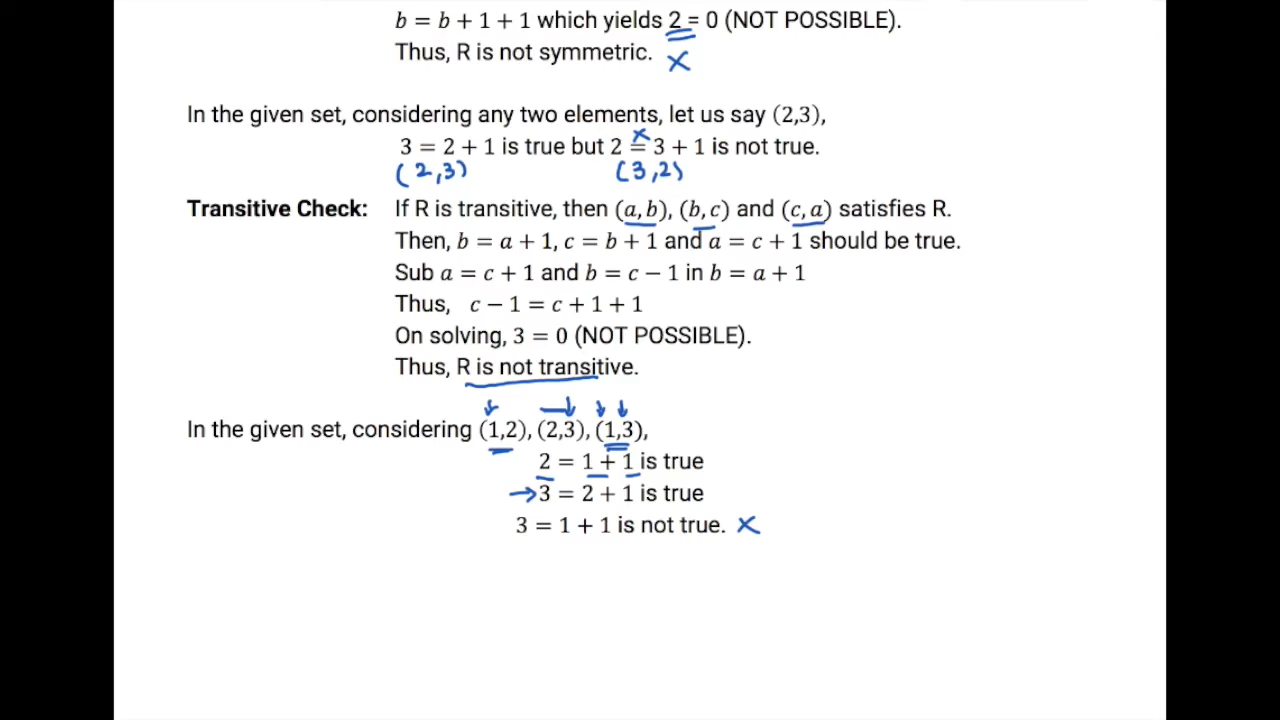 b = b + 1 + 1 which yields 2 = 0 (NOT POSSIBLE).
Thus, R is not symmetric. ×
In the given set, considering any two elements, let us say (2,3),
3 = 2 + 1 is true but 2 = 3 + 1 is not true.
(2,3) (3,2)
Transitive Check: If R is transitive, then (a, b), (b, c) and (c, a) satisfies R.
Then, b = a + 1, c = b + 1 and a = c + 1 should be true.
Sub a = c + 1 and b = c − 1 in b = a + 1
Thus, c − 1 = c + 1 + 1
On solving, 3 = 0 (NOT POSSIBLE).
Thus, R is not transitive.
In the given set, considering (1,2), (2,3), (1,3),
2 = 1 + 1 is true
→3 = 2 + 1 is true
3 = 1 + 1 is not true. ×